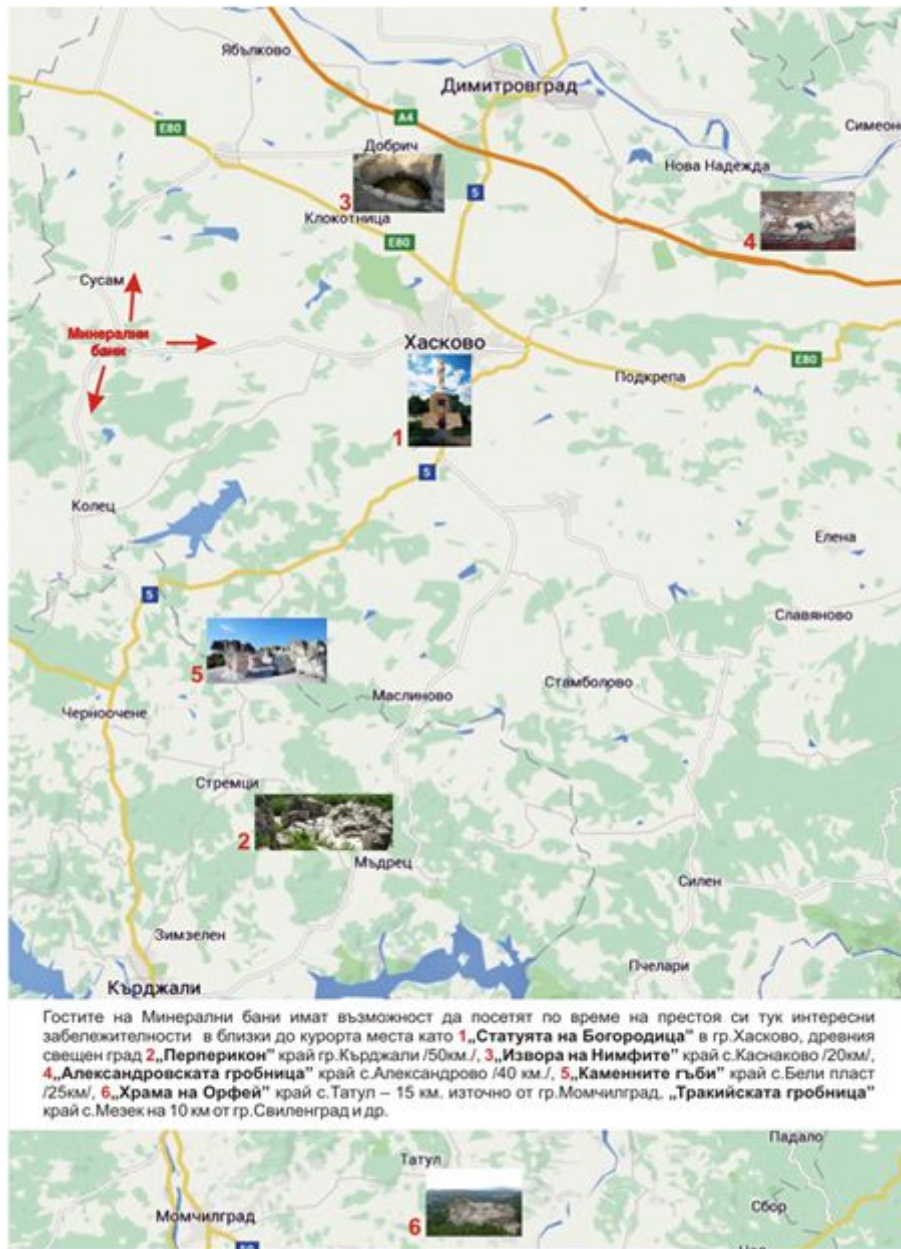 Ябълково
Димитровград
A4
E80
Симеоно
Добрич
Нова Надежда
3
5
Клокотница
4
E80
Сусам
Минерални
бани
Хасково
E80
Подкрепа
1
5
Колец
Елена
5
Славяново
5
Маслиново
Стамболово
Черноочене
Стремци
2
Мъдрец
Силен
Зимзелен
Пчелари
Кърджали
Гостите на Минерални бани имат възможност да посетят по време на престоя си тук интересни
забележителности в близки до курорта места като 1„Статуята на Богородица” в гр.Хасково, древния
свещен град 2„Перперикон” край гр.Кърджали /50км./, 3„Извора на Нимфите” край с.Каснаково /20км/,
4„Александровската гробница” край с.Александрово /40 км./, 5„Каменните гъби” край с.Бели пласт
/25км/, 6„Храма на Орфей” край с.Татул – 15 км. източно от гр.Момчилград, „Тракийската гробница”
край с.Мезек на 10 км от гр.Свиленград и др.
Падало
Татул
Сбор
Момчилград
6